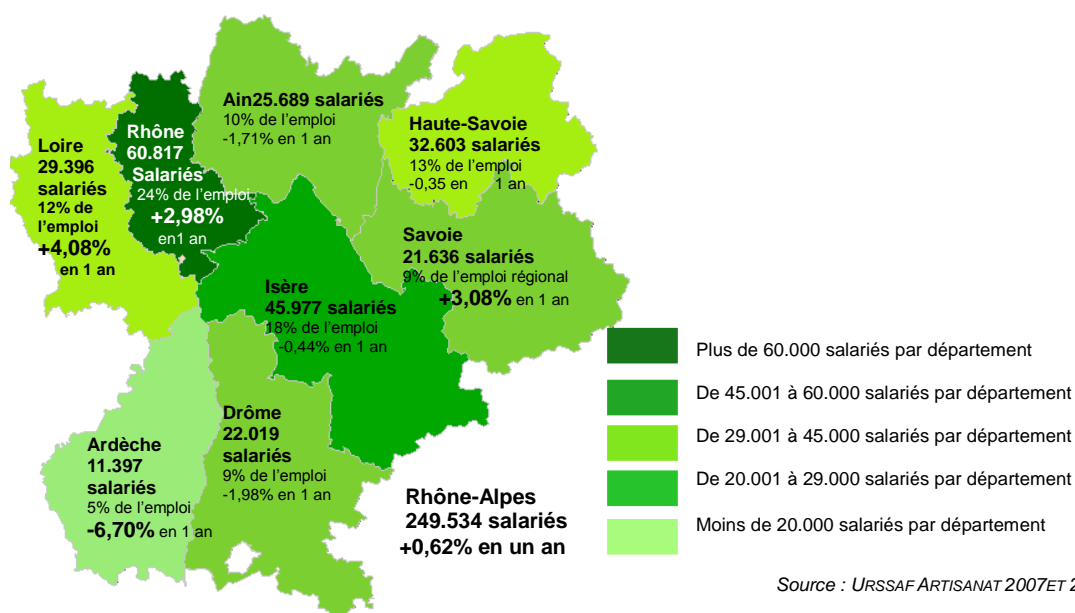 Ain25.689 salariés
10% de l'emploi
-1,71% en 1 an
Haute-Savoie
32.603 salariés
13% de l'emploi
-0,35 en 1 an
Rhône
60.817
Salariés
24% de l'emploi
+2,98%
en1 an
Loire
29.396
salariés
12% de
l'emploi
+4,08%
en 1 an
Savoie
21.636 salariés
9% de l'emploi régional
+3,08% en 1 an
Isère
45.977 salariés
18% de l'emploi
-0,44% en 1 an
Drôme
22.019
salariés
9% de l'emploi
-1,98% en 1 an
Ardèche
11.397
salariés
5% de l'emploi
-6,70% en 1 an
Rhône-Alpes
249.534 salariés
+0,62% en un an
Plus de 60.000 salariés par département
De 45.001 à 60.000 salariés par département
De 29.001 à 45.000 salariés par département
De 20.001 à 29.000 salariés par département
Moins de 20.000 salariés par département
Source : URSSAF ARTISANAT 2007ET 2